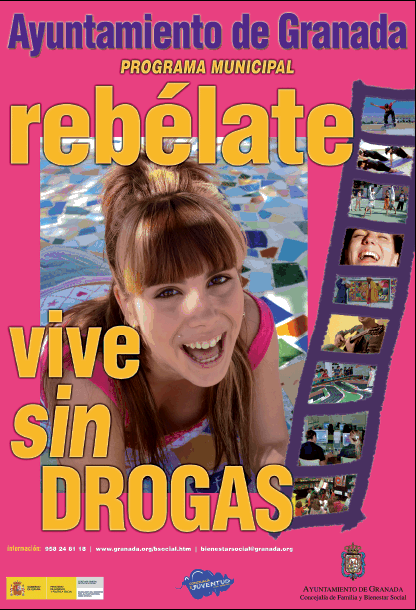 Ayuntamiento de Granada
PROGRAMA MUNICIPAL
rebélate
vive
sin
DROGAS
información: 958 24 81 18 | www.granada.org/bsocial.htm | bienestarsocial@granada.org
JUVENTUD
AYUNTAMIENTO DE GRANADA
Concejalía de Familia y Bienestar Social